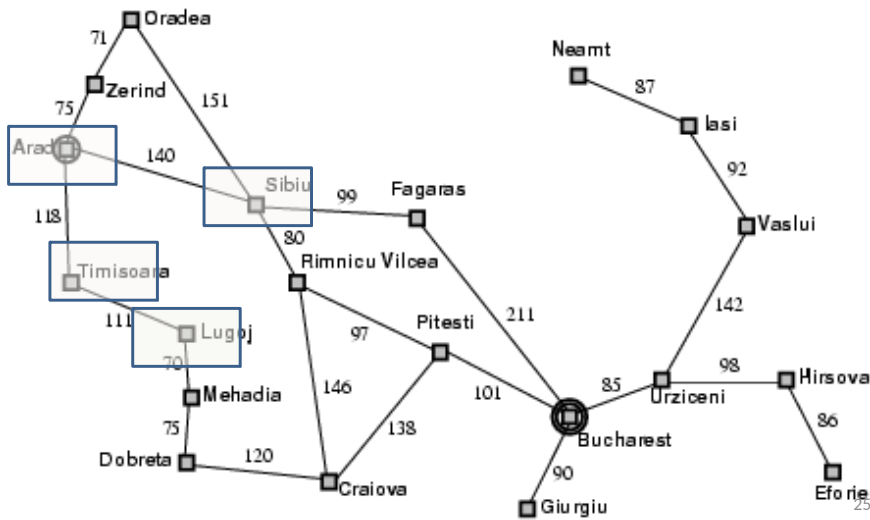 Oradea
71
Neamt
Zerind
87
75
151
Iasi
Arad
140
92
Sibiu
Fagaras
99
118
80
Vaslui
Timisoara
Rimnicu Vilcea
111
Lugoj
97
Pitesti
211
142
70
98
Mehadia
146
101
85
Urziceni
Hirsova
75
138
86
Dobreta
120
Bucharest
90
Craiova
Eforie
25
Giurgiu